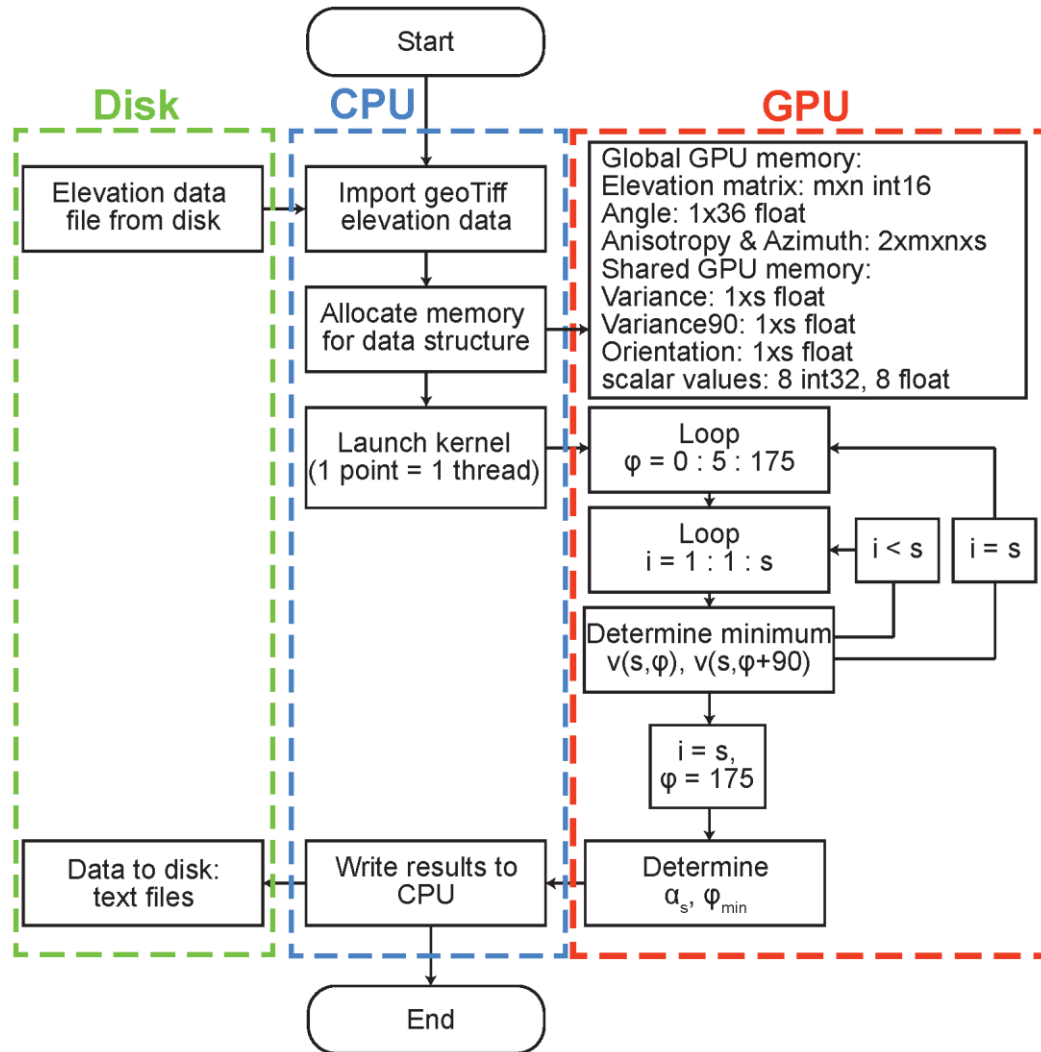 Start
Disk
CPU
GPU
Elevation data
file from disk
Import geoTiff
elevation data
Global GPU memory:
Elevation matrix: mxn int16
Angle: 1x36 float
Anisotropy & Azimuth: 2xmxnxs
Shared GPU memory:
Variance: 1xs float
Variance90: 1xs float
Orientation: 1xs float
scalar values: 8 int32, 8 float
Allocate memory
for data structure
Launch kernel
(1 point = 1 thread)
Loop
φ = 0 : 5 : 175
Loop
i = 1 : 1 : s
i < s
i = s
Determine minimum
v(s,φ), v(s,φ+90)
i = s,
φ = 175
Determine
αₛ, φmin
Write results to
CPU
Data to disk:
text files
End